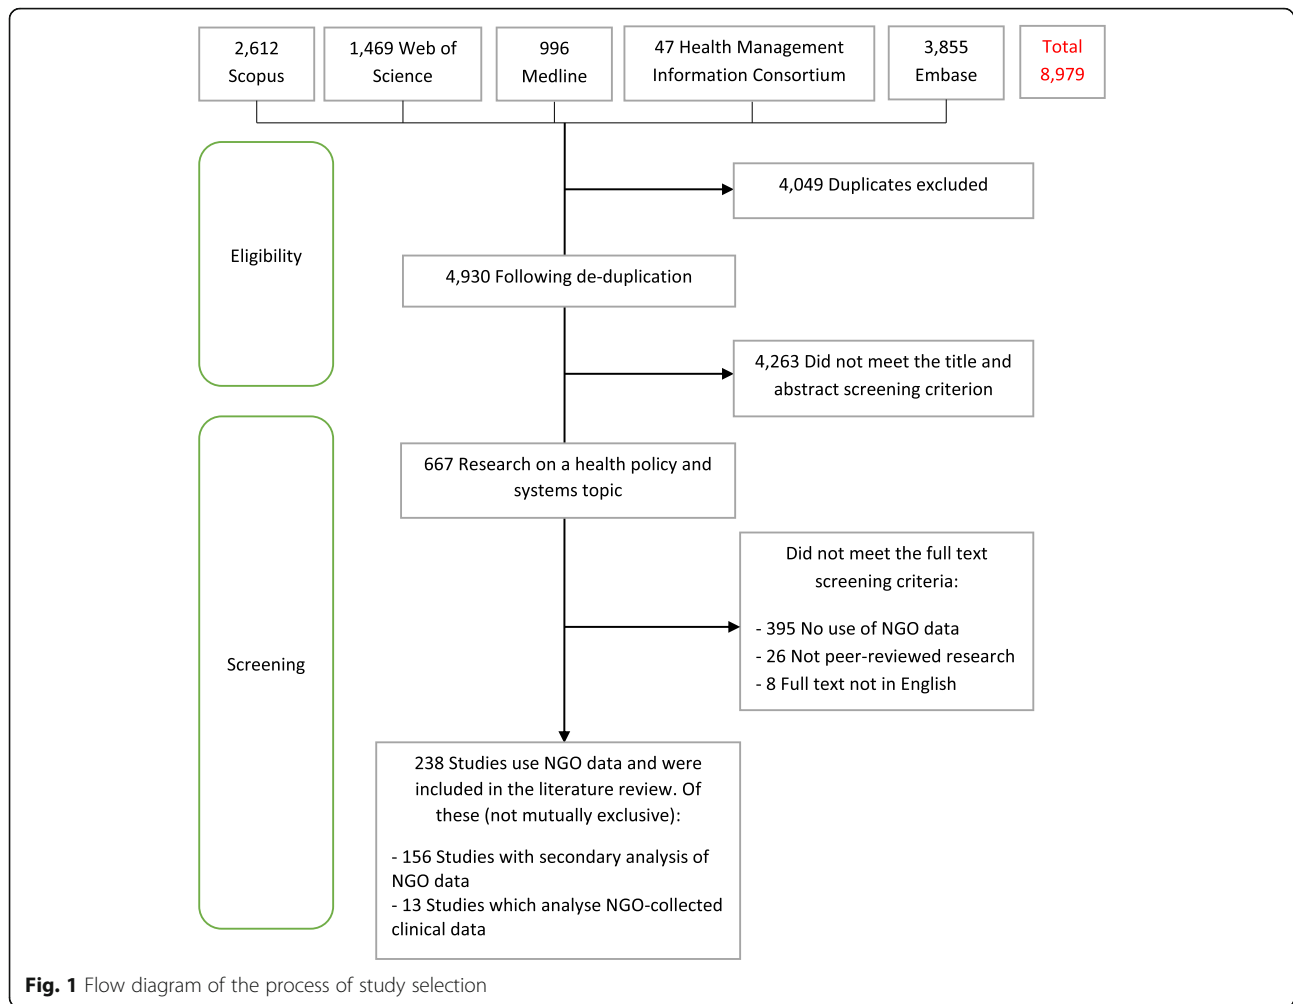 2,612
Scopus
1,469 Web of
Science
996
Medline
47 Health Management
Information Consortium
3,855
Embase
Total
8,979
4,049 Duplicates excluded
Eligibility
4,930 Following de-duplication
4,263 Did not meet the title and
abstract screening criterion
667 Research on a health policy and
systems topic
Did not meet the full text
screening criteria:
- 395 No use of NGO data
- 26 Not peer-reviewed research
- 8 Full text not in English
Screening
238 Studies use NGO data and were
included in the literature review. Of
these (not mutually exclusive):
- 156 Studies with secondary analysis of
NGO data
- 13 Studies which analyse NGO-collected
clinical data
Fig. 1 Flow diagram of the process of study selection